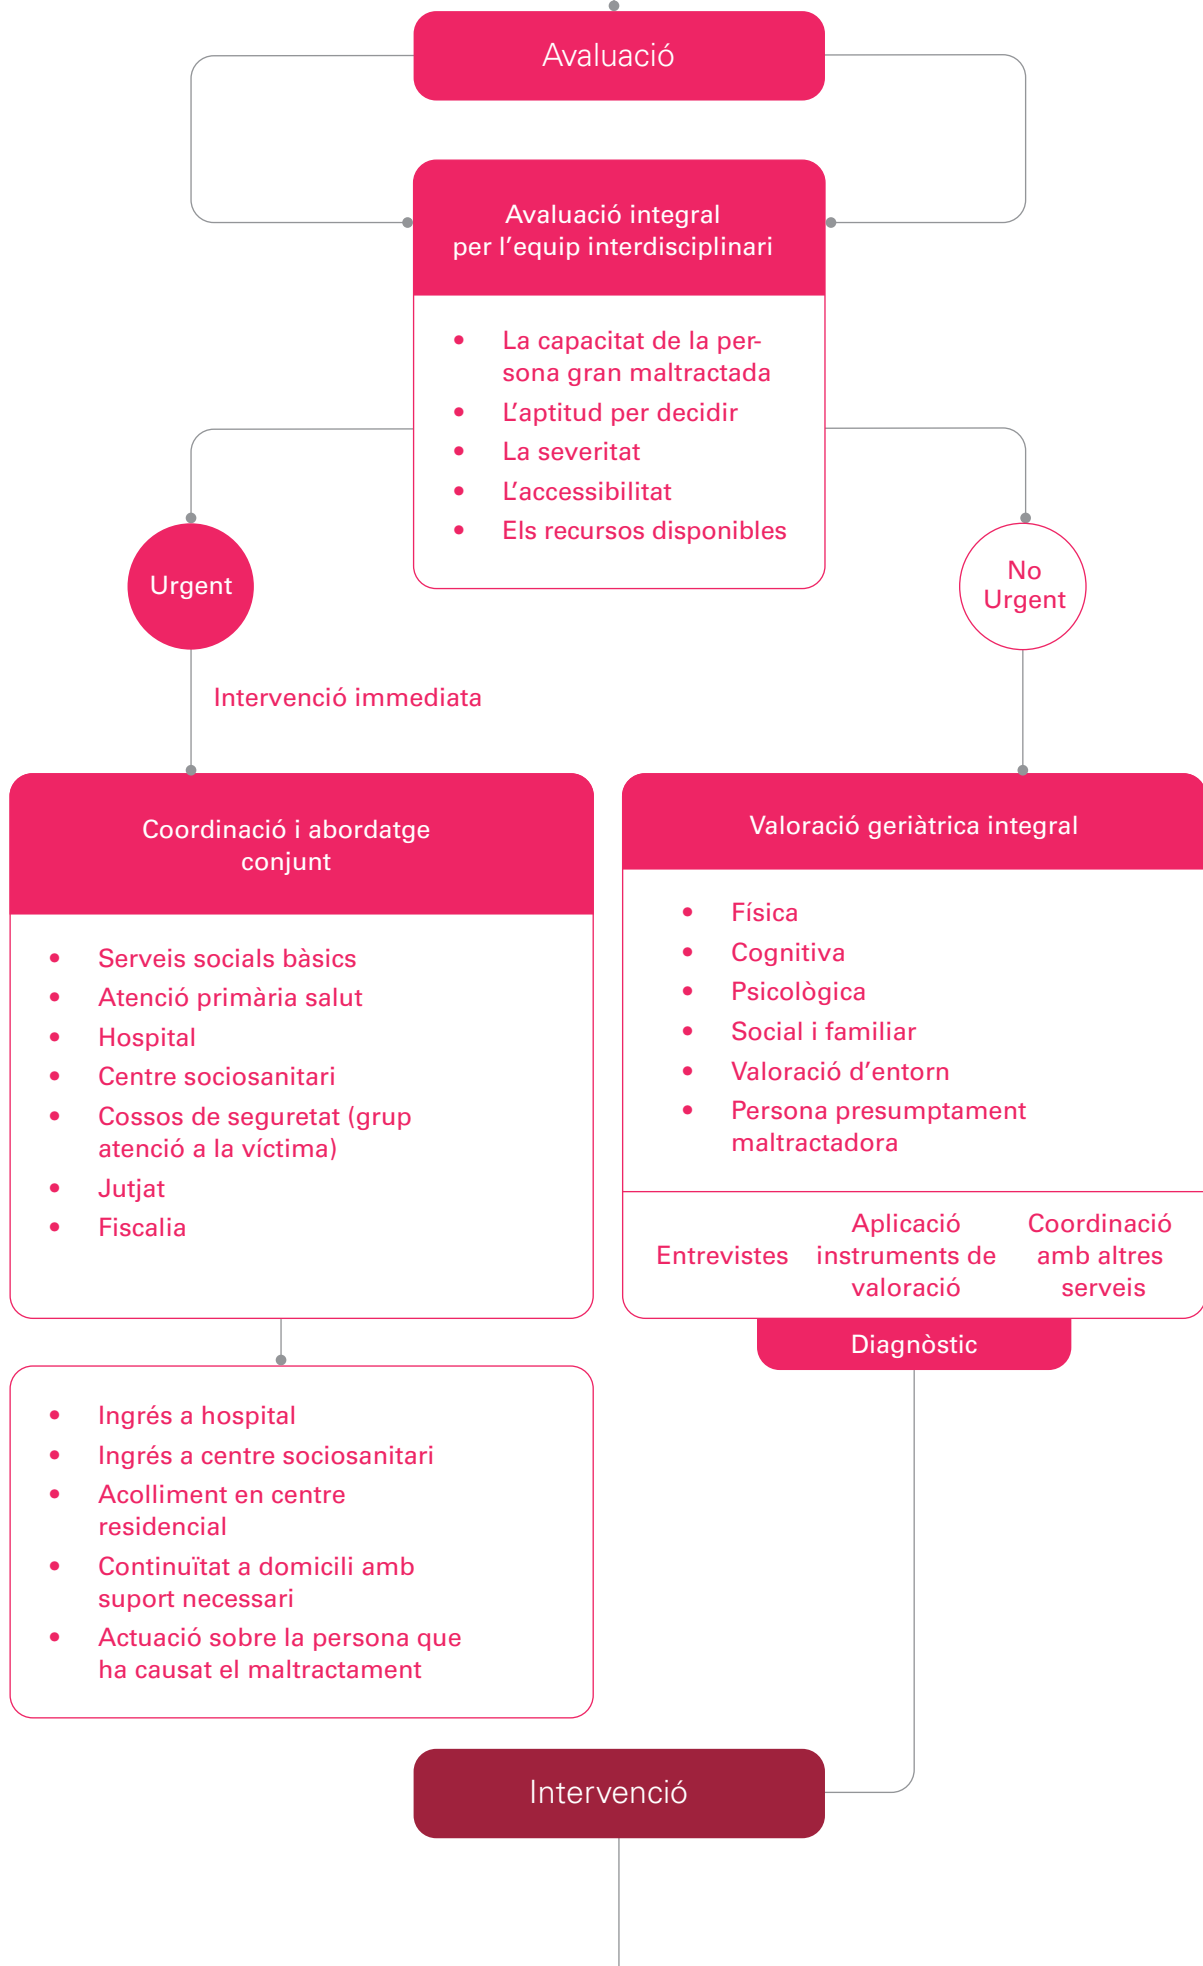 Avaluació
Avaluació integral
per l'equip interdisciplinari
• La capacitat de la per-
sona gran maltractada
• L'aptitud per decidir
• La severitat
• L'accessibilitat
• Els recursos disponibles
Urgent
No
Urgent
Intervenció immediata
Coordinació i abordatge
conjunt
• Serveis socials bàsics
• Atenció primària salut
• Hospital
• Centre sociosanitari
• Cossos de seguretat (grup
atenció a la víctima)
• Jutjat
• Fiscalia
Valoració geriàtrica integral
• Física
• Cognitiva
• Psicològica
• Social i familiar
• Valoració d'entorn
• Persona presumptament
maltractadora
Entrevistes
Aplicació
instruments de
valoració
Coordinació
amb altres
serveis
Diagnòstic
• Ingrés a hospital
• Ingrés a centre sociosanitari
• Acolliment en centre
residencial
• Continuïtat a domicili amb
suport necessari
• Actuació sobre la persona que
ha causat el maltractament
Intervenció